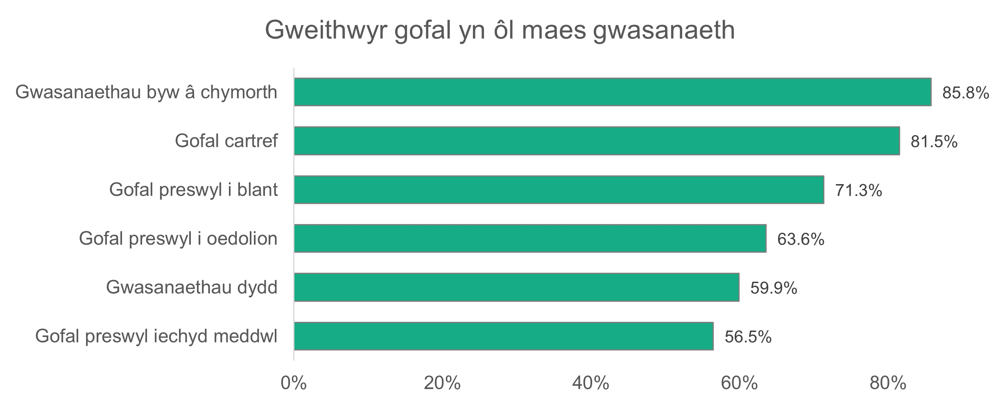 Gweithwyr gofal yn ôl maes gwasanaeth
Gwasanaethau byw â chymorth 85.8%
Gofal cartref 81.5%
Gofal preswyl i blant 71.3%
Gofal preswyl i oedolion 63.6%
Gwasanaethau dydd 59.9%
Gofal preswyl iechyd meddwl 56.5%
0% 20% 40% 60% 80%